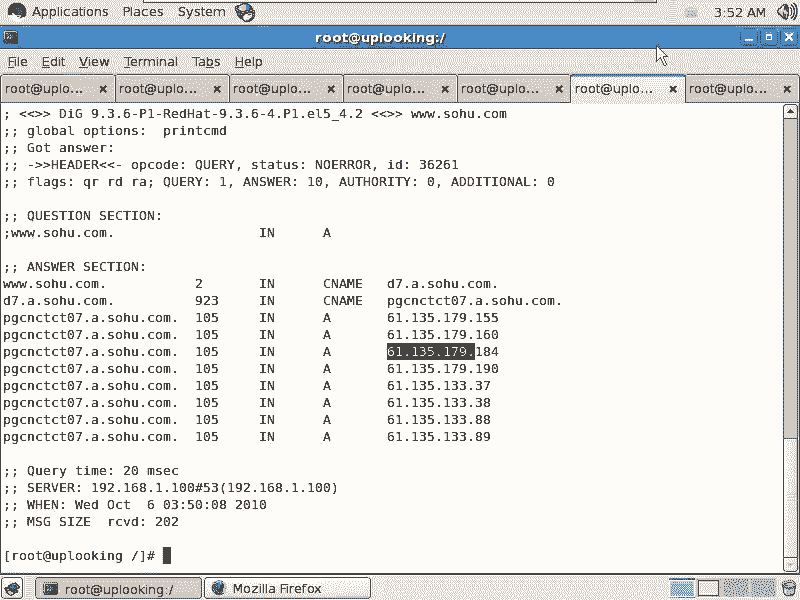 Applications Places System 3:52 AM
root@uplooking:/
File Edit View Terminal Tabs Help
root@uplo... root@uplo... root@uplo... root@uplo... root@uplo... root@uplo... root@uplo...
; <<>> DiG 9.3.6-P1-RedHat-9.3.6-4.P1.el5_4.2 <<>> www.sohu.com
;; global options:  printcmd
;; Got answer:
;; ->>HEADER<<- opcode: QUERY, status: NOERROR, id: 36261
;; flags: qr rd ra; QUERY: 1, ANSWER: 10, AUTHORITY: 0, ADDITIONAL: 0
;; QUESTION SECTION:
;www.sohu.com. IN A
;; ANSWER SECTION:
www.sohu.com. 2 IN CNAME d7.a.sohu.com.
d7.a.sohu.com. 923 IN CNAME pgcnctct07.a.sohu.com.
pgcnctct07.a.sohu.com. 105 IN A 61.135.179.155
pgcnctct07.a.sohu.com. 105 IN A 61.135.179.160
pgcnctct07.a.sohu.com. 105 IN A 61.135.179.184
pgcnctct07.a.sohu.com. 105 IN A 61.135.179.190
pgcnctct07.a.sohu.com. 105 IN A 61.135.133.37
pgcnctct07.a.sohu.com. 105 IN A 61.135.133.38
pgcnctct07.a.sohu.com. 105 IN A 61.135.133.88
pgcnctct07.a.sohu.com. 105 IN A 61.135.133.89
;; Query time: 20 msec
;; SERVER: 192.168.1.100#53(192.168.1.100)
;; WHEN: Wed Oct  6 03:50:08 2010
;; MSG SIZE  rcvd: 202
[root@uplooking /]#
root@uplooking:/ Mozilla Firefox